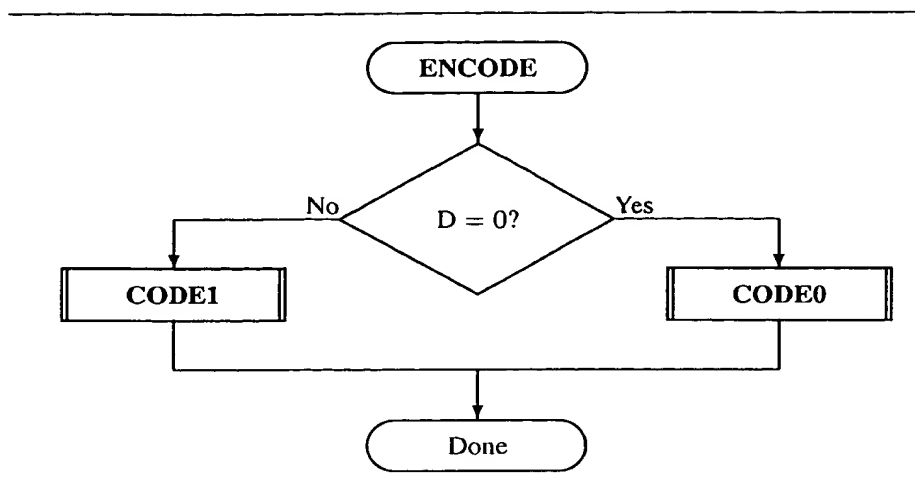 ENCODE
No
D = 0?
Yes
CODE1
CODE0
Done